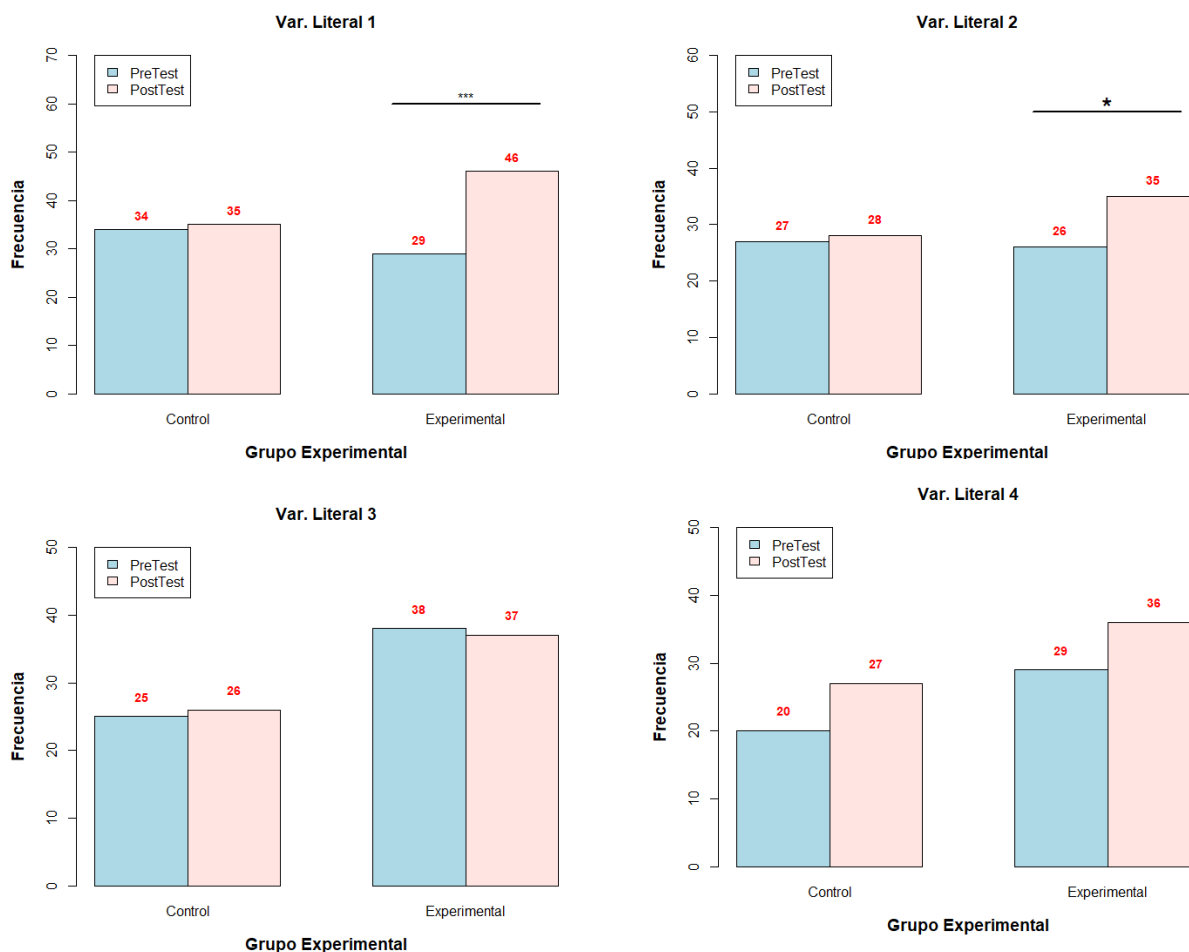 Var. Literal 1
70
60
50
40
30
20
10
0
Frecuencia
PreTest
PostTest
***
34
35
29
46
Control
Experimental
Grupo Experimental
Var. Literal 2
60
50
40
30
20
10
0
Frecuencia
PreTest
PostTest
*
27
28
26
35
Control
Experimental
Grupo Experimental
Var. Literal 3
50
40
30
20
10
0
Frecuencia
PreTest
PostTest
25
26
38
37
Control
Experimental
Grupo Experimental
Var. Literal 4
50
40
30
20
10
0
Frecuencia
PreTest
PostTest
20
27
29
36
Control
Experimental
Grupo Experimental